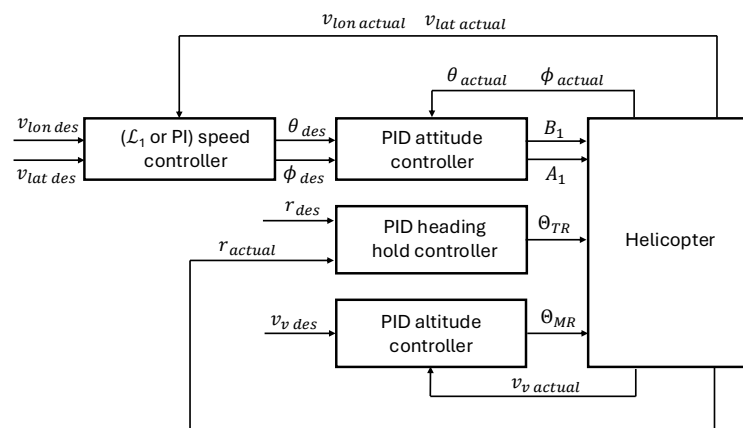 v_lon actual v_lat actual
θ_actual ϕ_actual
v_lon des
(ℒ₁ or PI) speed
controller
θ_des
PID attitude
controller
B₁
v_lat des
ϕ_des
A₁
r_des
PID heading
hold controller
Θ_TR
Helicopter
r_actual
v_v des
PID altitude
controller
Θ_MR
v_v actual